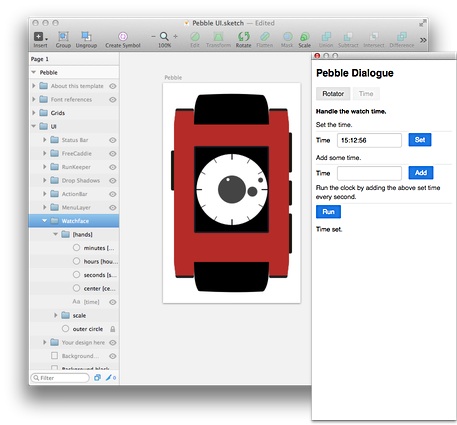 Pebble UI.sketch — Edited
Insert
Group
Ungroup
Create Symbol
100%
Edit
Transform
Rotate
Flatten
Mask
Scale
Union
Subtract
Intersect
Difference
Page 1
Pebble
About this template
Font references
Grids
UI
Status Bar
FreeCaddie
RunKeeper
Drop Shadows
ActionBar
MenuLayer
Watchface
[hands]
minutes [...
hours [hou...
seconds [s...
center [ce...
Aa [time]
scale
outer circle
Your design here
Background...
Background black
Filter
0
Pebble
Pebble Dialogue
Rotator
Time
Handle the watch time.
Set the time.
Time 15:12:56 Set
Add some time.
Time Add
Run the clock by adding the above set time
every second.
Run
Time set.